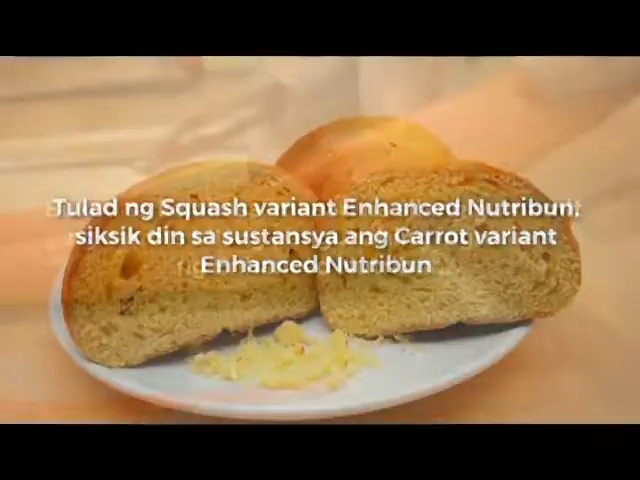 Tulad ng Squash variant Enhanced Nutribun,
siksik din sa sustansya ang Carrot variant
Enhanced Nutribun